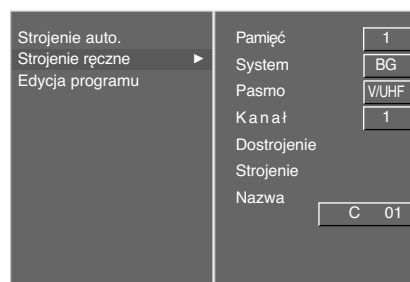 Strojenie auto.
Strojenie ręczne ►
Edycja programu
Pamięć 1
System BG
Pasmo V/UHF
Kanał 1
Dostrojenie
Strojenie
Nazwa
C 01